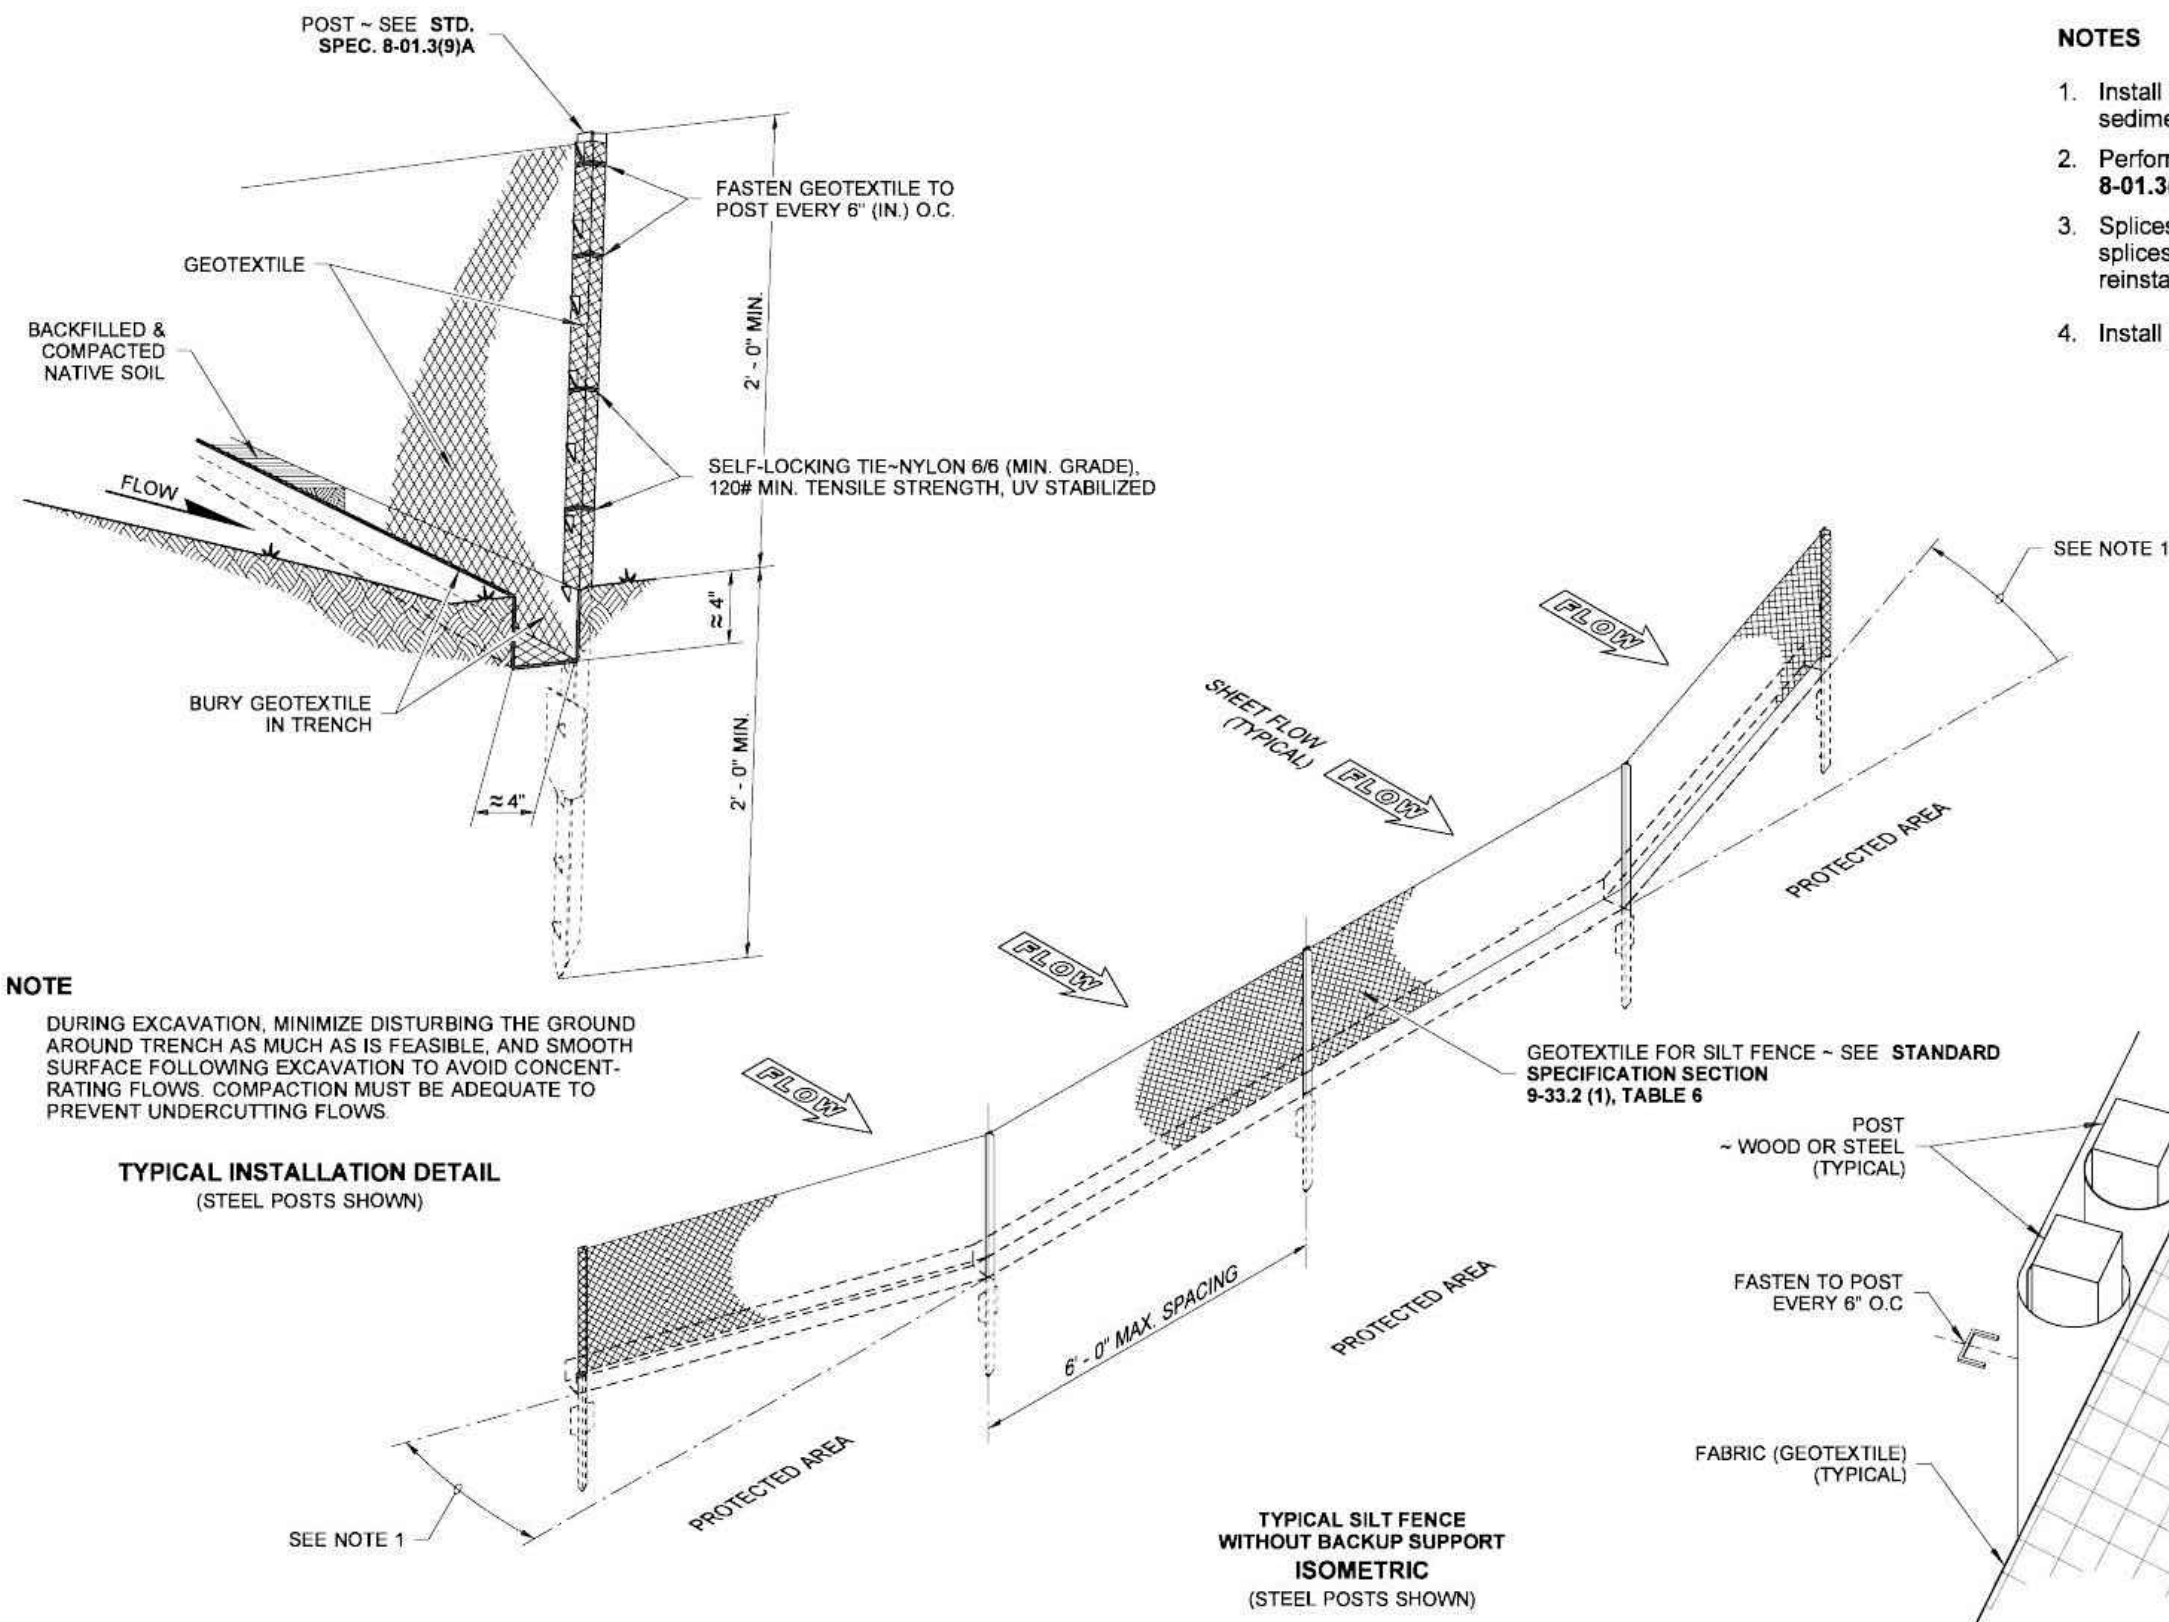 POST ~ SEE STD.
SPEC. 8-01.3(9)A
FASTEN GEOTEXTILE TO
POST EVERY 6" (IN.) O.C.
GEOTEXTILE
BACKFILLED &
COMPACTED
NATIVE SOIL
FLOW
2' - 0" MIN.
SELF-LOCKING TIE~NYLON 6/6 (MIN. GRADE),
120# MIN. TENSILE STRENGTH, UV STABILIZED
≈ 4"
BURY GEOTEXTILE
IN TRENCH
≈ 4"
2' - 0" MIN.
NOTE
DURING EXCAVATION, MINIMIZE DISTURBING THE GROUND
AROUND TRENCH AS MUCH AS IS FEASIBLE, AND SMOOTH
SURFACE FOLLOWING EXCAVATION TO AVOID CONCENT-
RATING FLOWS. COMPACTION MUST BE ADEQUATE TO
PREVENT UNDERCUTTING FLOWS.
TYPICAL INSTALLATION DETAIL
(STEEL POSTS SHOWN)
NOTES
1. Install
sedime
2. Perform
8-01.3(
3. Splices
splices
reinsta
4. Install
SEE NOTE 1
FLOW
SHEET FLOW
(TYPICAL)
FLOW
PROTECTED AREA
FLOW
GEOTEXTILE FOR SILT FENCE ~ SEE STANDARD
SPECIFICATION SECTION
9-33.2 (1), TABLE 6
FLOW
6' - 0" MAX. SPACING
PROTECTED AREA
PROTECTED AREA
SEE NOTE 1
TYPICAL SILT FENCE
WITHOUT BACKUP SUPPORT
ISOMETRIC
(STEEL POSTS SHOWN)
POST
~ WOOD OR STEEL
(TYPICAL)
FASTEN TO POST
EVERY 6" O.C
FABRIC (GEOTEXTILE)
(TYPICAL)